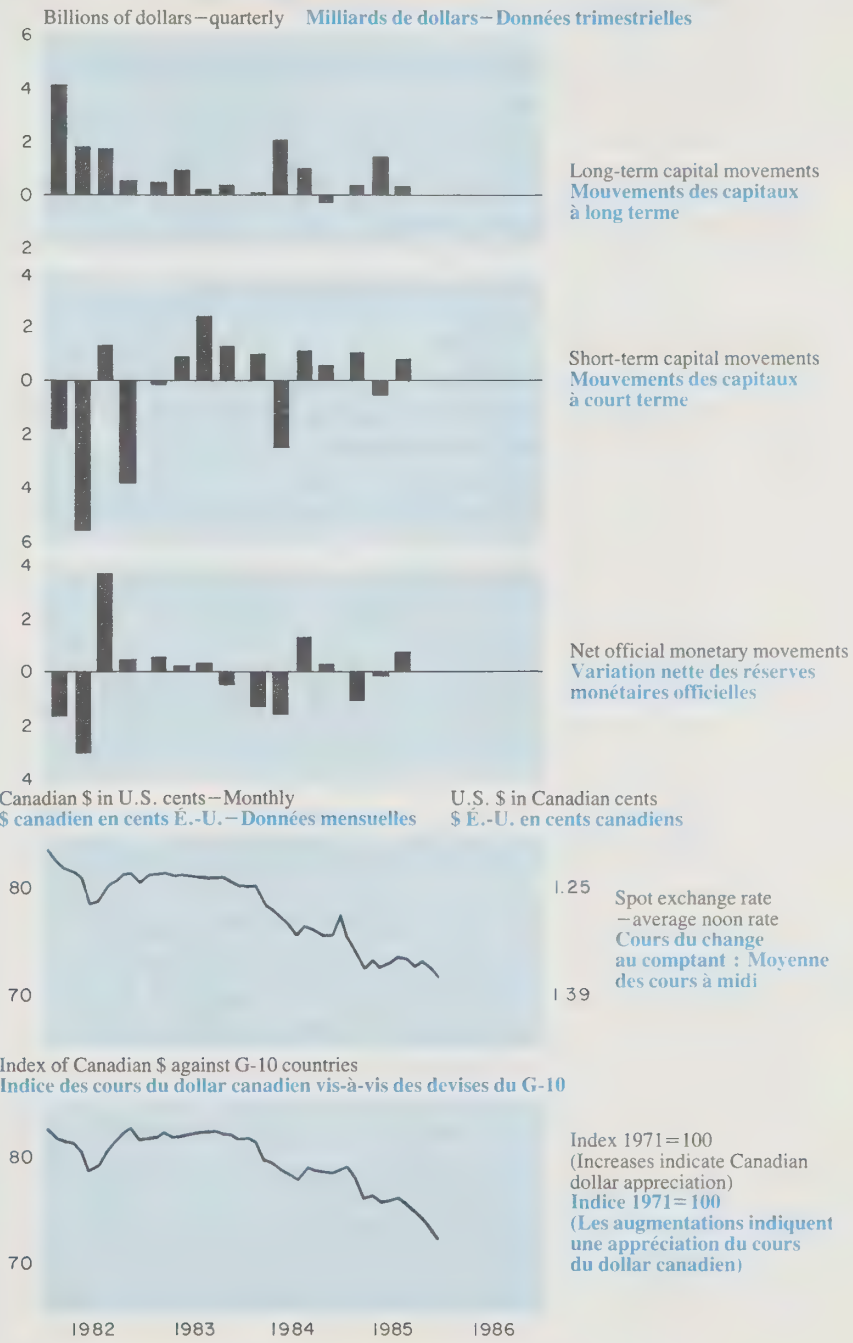 Billions of dollars—quarterly Milliards de dollars—Données trimestrielles
6
4
2
0
2
Long-term capital movements
Mouvements des capitaux
à long terme
4
2
0
2
4
6
Short-term capital movements
Mouvements des capitaux
à court terme
4
2
0
2
4
Net official monetary movements
Variation nette des réserves
monétaires officielles
Canadian $ in U.S. cents—Monthly U.S. $ in Canadian cents
$ canadien en cents É.-U.—Données mensuelles $ É.-U. en cents canadiens
80 1.25
70 1 39
Spot exchange rate
—average noon rate
Cours du change
au comptant : Moyenne
des cours à midi
Index of Canadian $ against G-10 countries
Indice des cours du dollar canadien vis-à-vis des devises du G-10
80
70
Index 1971=100
(Increases indicate Canadian
dollar appreciation)
Indice 1971=100
(Les augmentations indiquent
une appréciation du cours
du dollar canadien)
1982 1983 1984 1985 1986